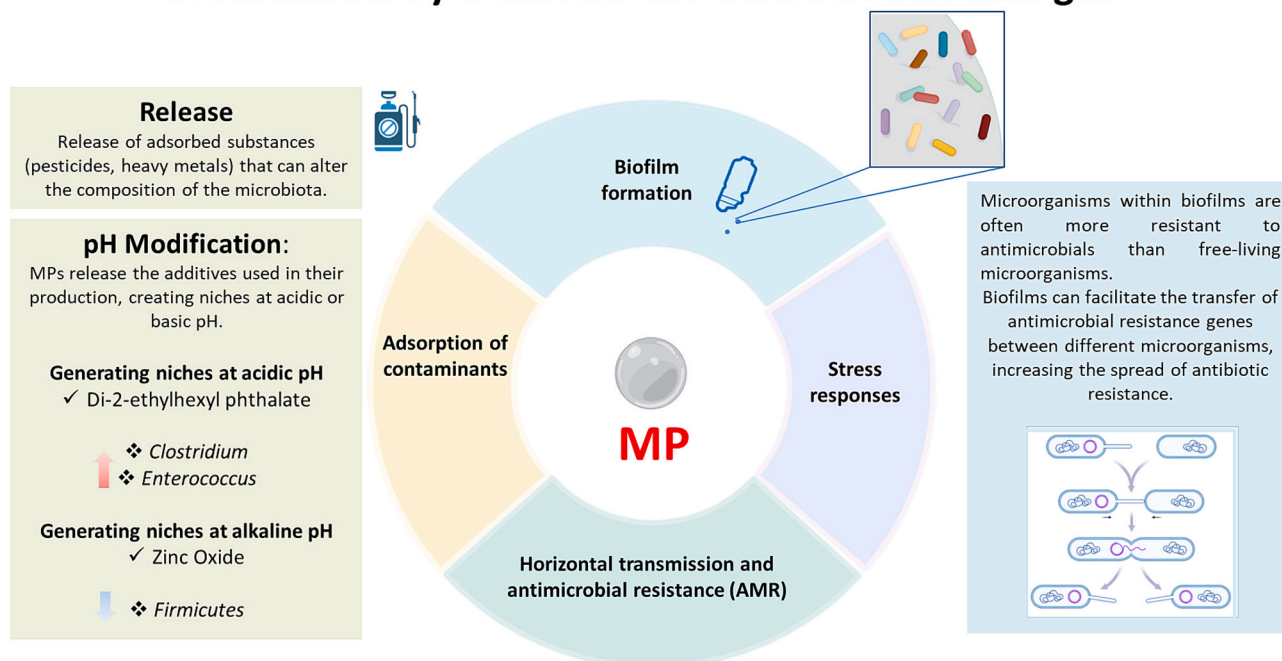 Release
Release of adsorbed substances
(pesticides, heavy metals) that can alter
the composition of the microbiota.
pH Modification:
MPs release the additives used in their
production, creating niches at acidic or
basic pH.
Generating niches at acidic pH
✓ Di-2-ethylhexyl phthalate
❖ Clostridium
❖ Enterococcus
Generating niches at alkaline pH
✓ Zinc Oxide
❖ Firmicutes
Biofilm
formation
Adsorption of
contaminants
Stress
responses
MP
Horizontal transmission and
antimicrobial resistance (AMR)
Microorganisms within biofilms are
often more resistant to
antimicrobials than free-living
microorganisms.
Biofilms can facilitate the transfer of
antimicrobial resistance genes
between different microorganisms,
increasing the spread of antibiotic
resistance.